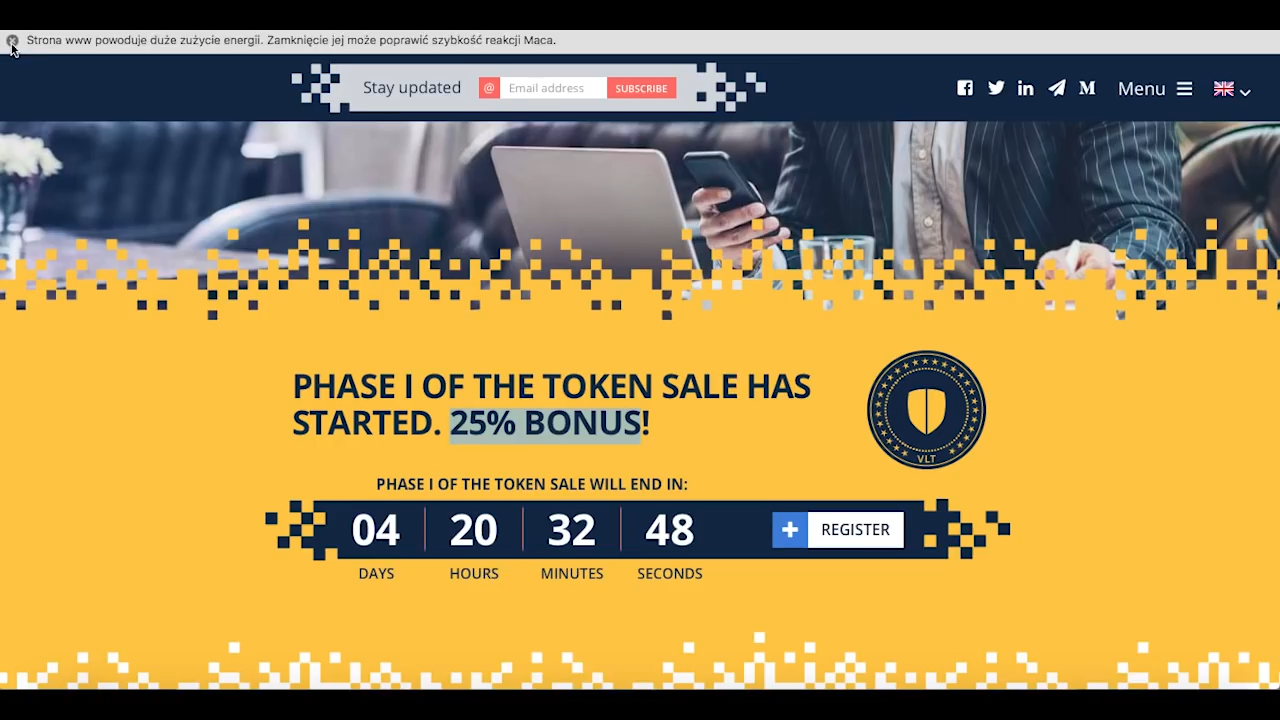 Strona www powoduje duże zużycie energii. Zamknięcie jej może poprawić szybkość reakcji Maca.
Stay updated @ Email address SUBSCRIBE
Menu
PHASE I OF THE TOKEN SALE HAS
STARTED. 25% BONUS!
VLT
PHASE I OF THE TOKEN SALE WILL END IN:
04 20 32 48
+ REGISTER
DAYS HOURS MINUTES SECONDS